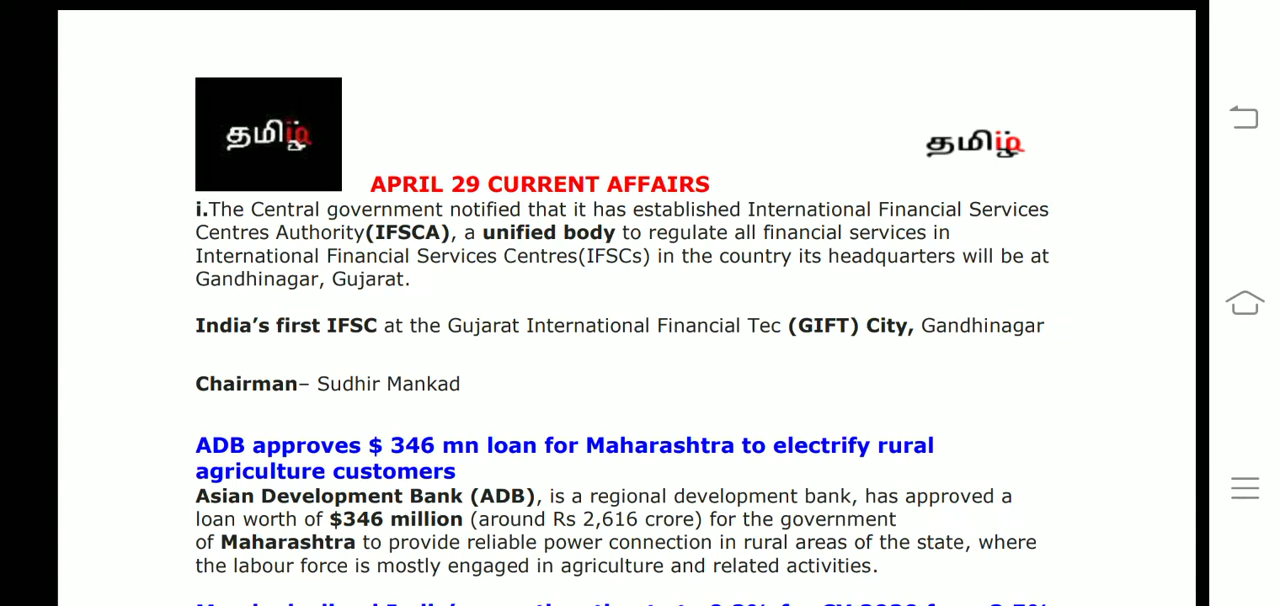 தமிழ்
தமிழ்
APRIL 29 CURRENT AFFAIRS
i.The Central government notified that it has established International Financial Services
Centres Authority(IFSCA), a unified body to regulate all financial services in
International Financial Services Centres(IFSCs) in the country its headquarters will be at
Gandhinagar, Gujarat.
India's first IFSC at the Gujarat International Financial Tec (GIFT) City, Gandhinagar
Chairman– Sudhir Mankad
ADB approves $ 346 mn loan for Maharashtra to electrify rural
agriculture customers
Asian Development Bank (ADB), is a regional development bank, has approved a
loan worth of $346 million (around Rs 2,616 crore) for the government
of Maharashtra to provide reliable power connection in rural areas of the state, where
the labour force is mostly engaged in agriculture and related activities.